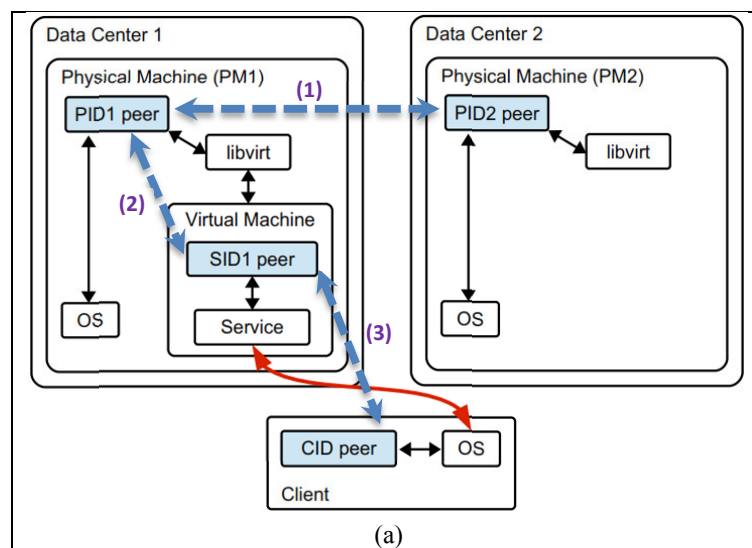 Data Center 1
Data Center 2
Physical Machine (PM1)
(1)
Physical Machine (PM2)
PID1 peer
PID2 peer
libvirt
libvirt
(2)
Virtual Machine
SID1 peer
OS
Service
(3)
OS
CID peer
OS
Client
(a)